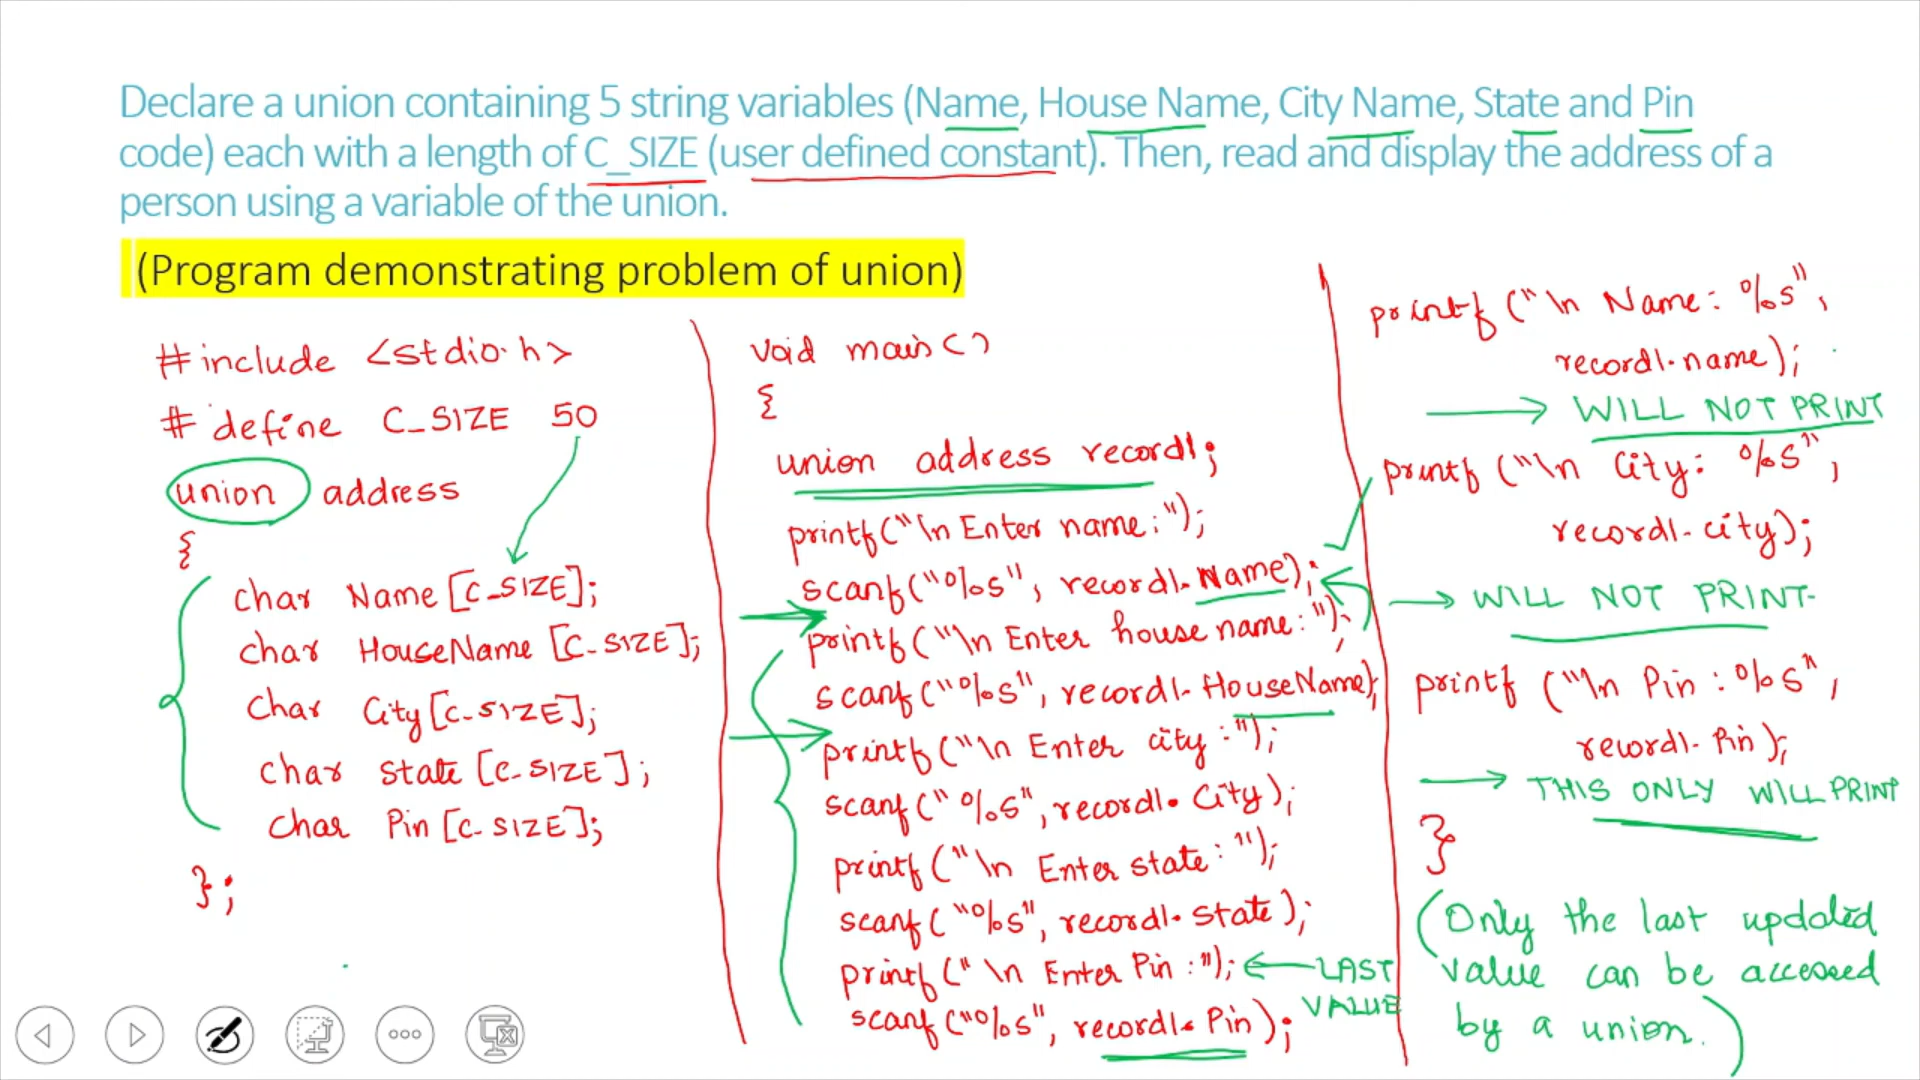 Declare a union containing 5 string variables (Name, House Name, City Name, State and Pin
code) each with a length of C_SIZE (user defined constant). Then, read and display the address of a
person using a variable of the union.
(Program demonstrating problem of union)
#include <stdio.h>
#define C_SIZE 50
union address
{
char Name[C_SIZE];
char HouseName[C_SIZE];
char City[C_SIZE];
char state[C_SIZE];
char Pin[C_SIZE];
};
void main()
{
union address record1;
printf("\n Enter name:");
scanf("%s", record1.Name);
printf("\n Enter house name:");
scanf("%s", record1.HouseName);
printf("\n Enter city:");
scanf("%s", record1.City);
printf("\n Enter state:");
scanf("%s", record1.state);
printf("\n Enter Pin:"); ← LAST
VALUE
scanf("%s", record1.Pin);
printf("\n Name: %s",
record1.name);
→ WILL NOT PRINT
printf("\n City: %s",
record1.city);
→ WILL NOT PRINT.
printf("\n Pin: %s",
record1.Pin);
→ THIS ONLY WILL PRINT
}
(Only the last updated
value can be accessed
by a union.)